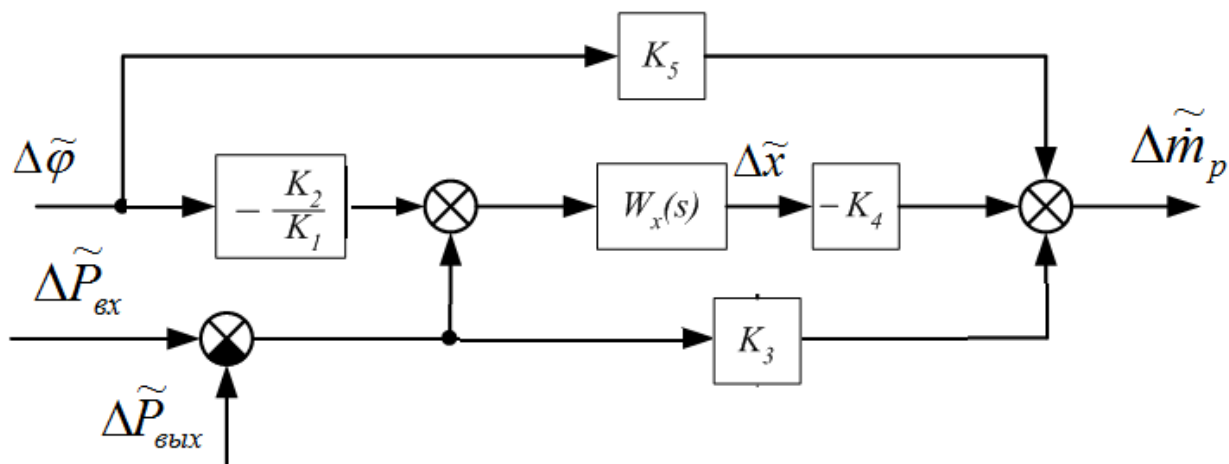 K₅
Δφ̃
- K₂/K₁
Wₓ(s)
Δx̃
-K₄
Δṁ̃ₚ
ΔP̃вх
K₃
ΔP̃вых